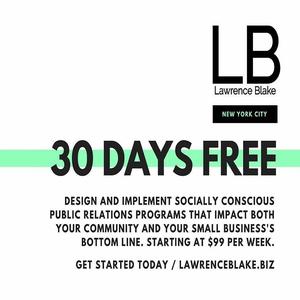 LB
Lawrence Blake
NEW YORK CITY
30 DAYS FREE
DESIGN AND IMPLEMENT SOCIALLY CONSCIOUS
PUBLIC RELATIONS PROGRAMS THAT IMPACT BOTH
YOUR COMMUNITY AND YOUR SMALL BUSINESS'S
BOTTOM LINE. STARTING AT $99 PER WEEK.
GET STARTED TODAY / LAWRENCEBLAKE.BIZ